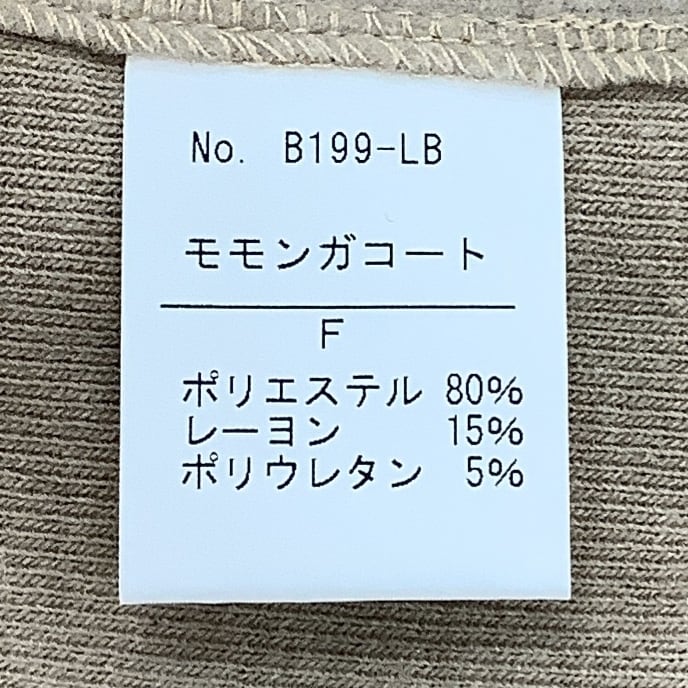 No. B199-LB
モモンガコート
F
ポリエステル 80%
レーヨン 15%
ポリウレタン 5%